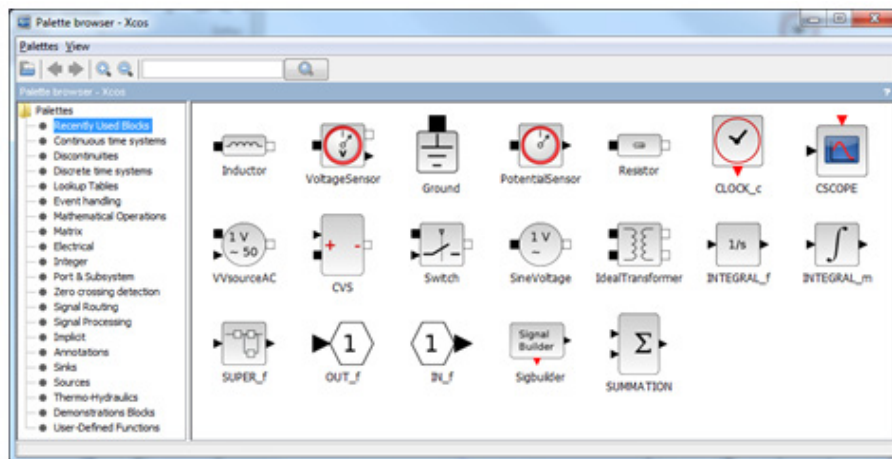 Palette browser - Xcos
Palettes View
Palette browser - Xcos
?
Palettes
Recently Used Blocks
Continuous time systems
Discontinuities
Discrete time systems
Lookup Tables
Event handling
Mathematical Operations
Matrix
Electrical
Integer
Port & Subsystem
Zero crossing detection
Signal Routing
Signal Processing
Implicit
Annotations
Sinks
Sources
Thermo-Hydraulics
Demonstrations Blocks
User-Defined Functions
Inductor
VoltageSensor
Ground
PotentialSensor
Resistor
CLOCK_c
CSCOPE
1 V
~ 50
VVsourceAC
+ -
CVS
Switch
1 V
~
SineVoltage
IdealTransformer
1/s
INTEGRAL_f
∫
INTEGRAL_m
SUPER_f
1
OUT_f
1
IN_f
Signal
Builder
Sigbuilder
Σ
SUMMATION